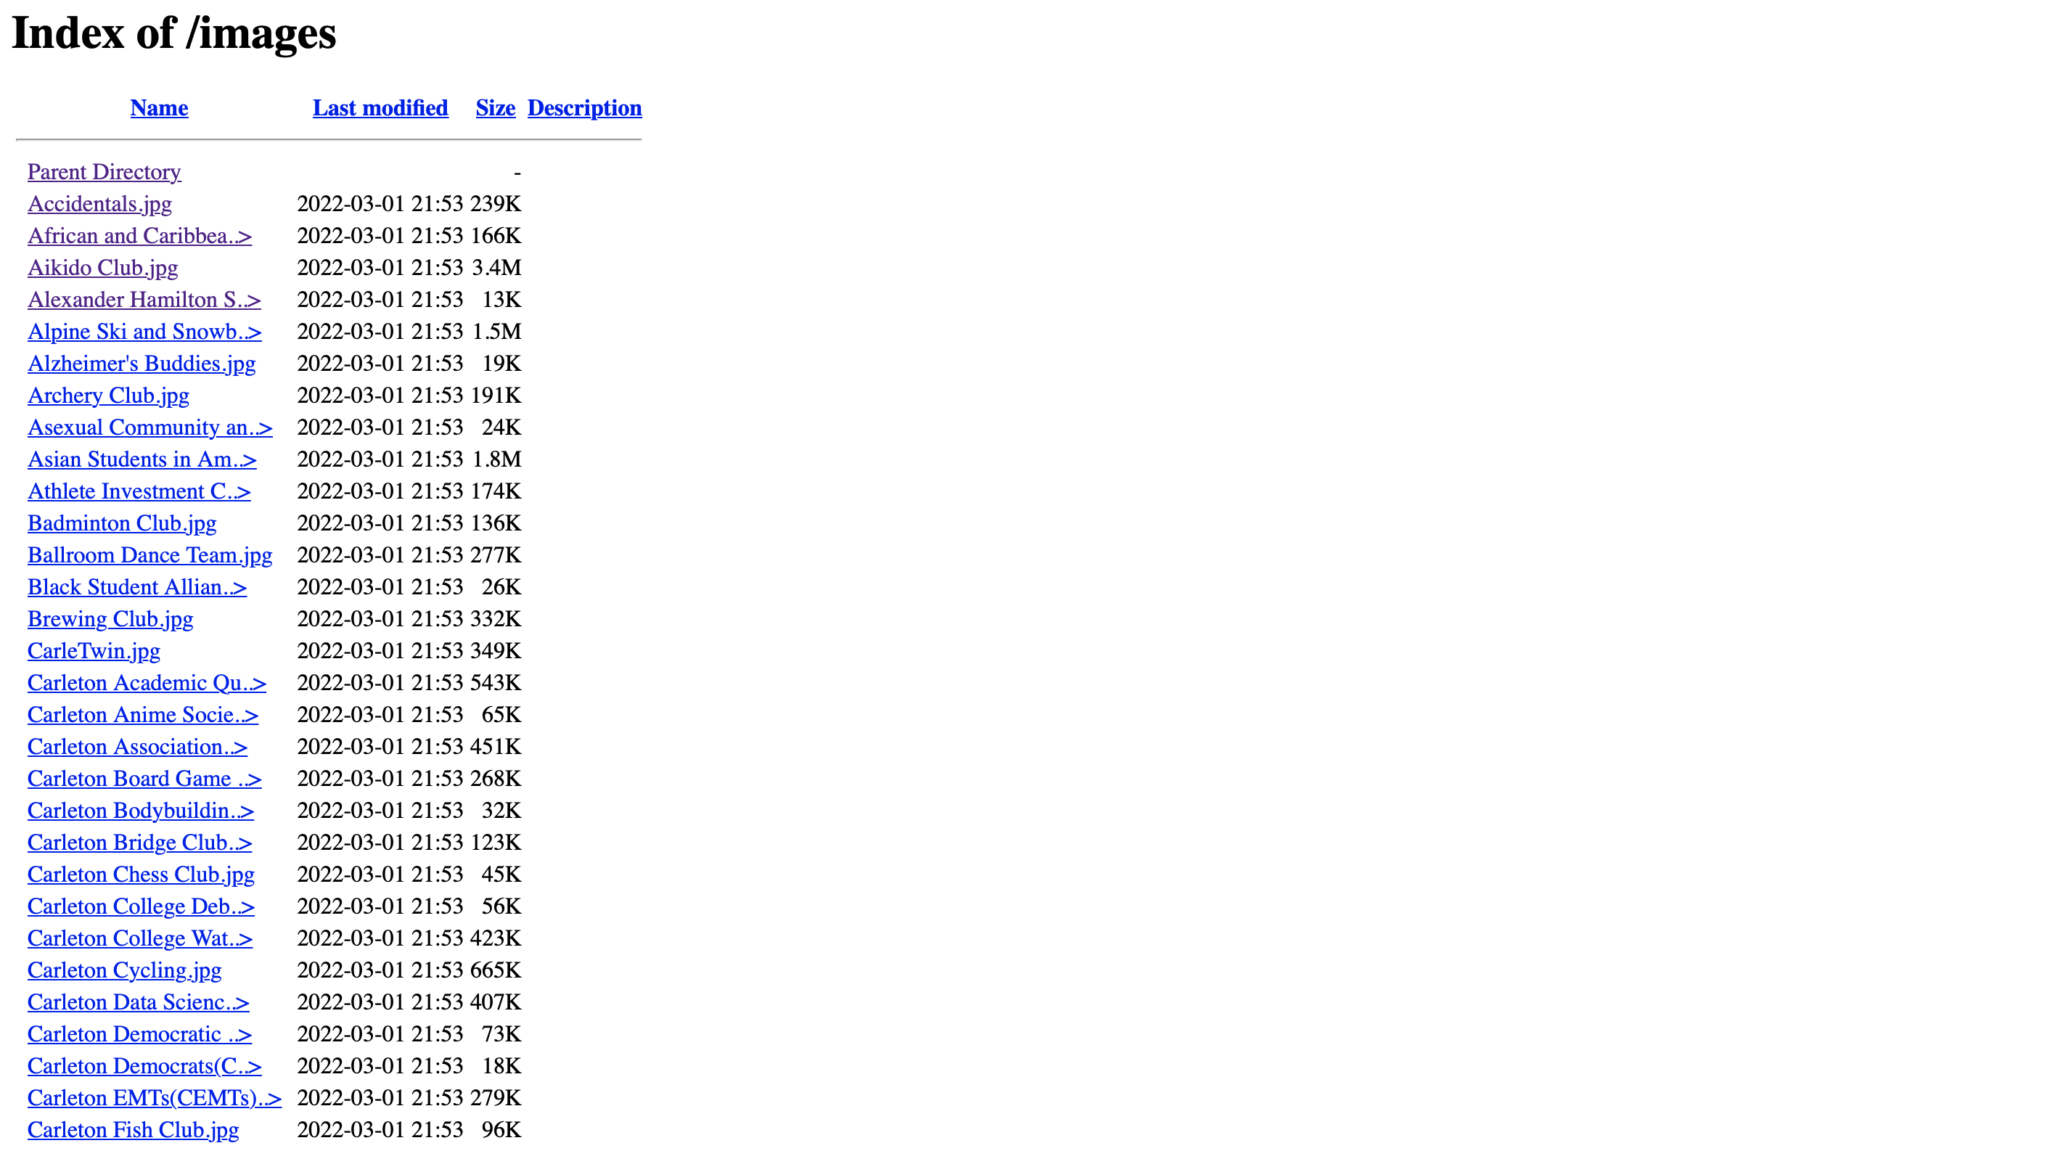 Index of /images
Name Last modified Size Description
Parent Directory -
Accidentals.jpg 2022-03-01 21:53 239K
African and Caribbea..> 2022-03-01 21:53 166K
Aikido Club.jpg 2022-03-01 21:53 3.4M
Alexander Hamilton S..> 2022-03-01 21:53 13K
Alpine Ski and Snowb..> 2022-03-01 21:53 1.5M
Alzheimer's Buddies.jpg 2022-03-01 21:53 19K
Archery Club.jpg 2022-03-01 21:53 191K
Asexual Community an..> 2022-03-01 21:53 24K
Asian Students in Am..> 2022-03-01 21:53 1.8M
Athlete Investment C..> 2022-03-01 21:53 174K
Badminton Club.jpg 2022-03-01 21:53 136K
Ballroom Dance Team.jpg 2022-03-01 21:53 277K
Black Student Allian..> 2022-03-01 21:53 26K
Brewing Club.jpg 2022-03-01 21:53 332K
CarleTwin.jpg 2022-03-01 21:53 349K
Carleton Academic Qu..> 2022-03-01 21:53 543K
Carleton Anime Socie..> 2022-03-01 21:53 65K
Carleton Association..> 2022-03-01 21:53 451K
Carleton Board Game ..> 2022-03-01 21:53 268K
Carleton Bodybuildin..> 2022-03-01 21:53 32K
Carleton Bridge Club..> 2022-03-01 21:53 123K
Carleton Chess Club.jpg 2022-03-01 21:53 45K
Carleton College Deb..> 2022-03-01 21:53 56K
Carleton College Wat..> 2022-03-01 21:53 423K
Carleton Cycling.jpg 2022-03-01 21:53 665K
Carleton Data Scienc..> 2022-03-01 21:53 407K
Carleton Democratic ..> 2022-03-01 21:53 73K
Carleton Democrats(C..> 2022-03-01 21:53 18K
Carleton EMTs(CEMTs)..> 2022-03-01 21:53 279K
Carleton Fish Club.jpg 2022-03-01 21:53 96K